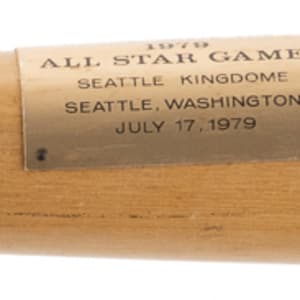 1979
ALL STAR GAME
SEATTLE KINGDOME
SEATTLE, WASHINGTON
JULY 17, 1979